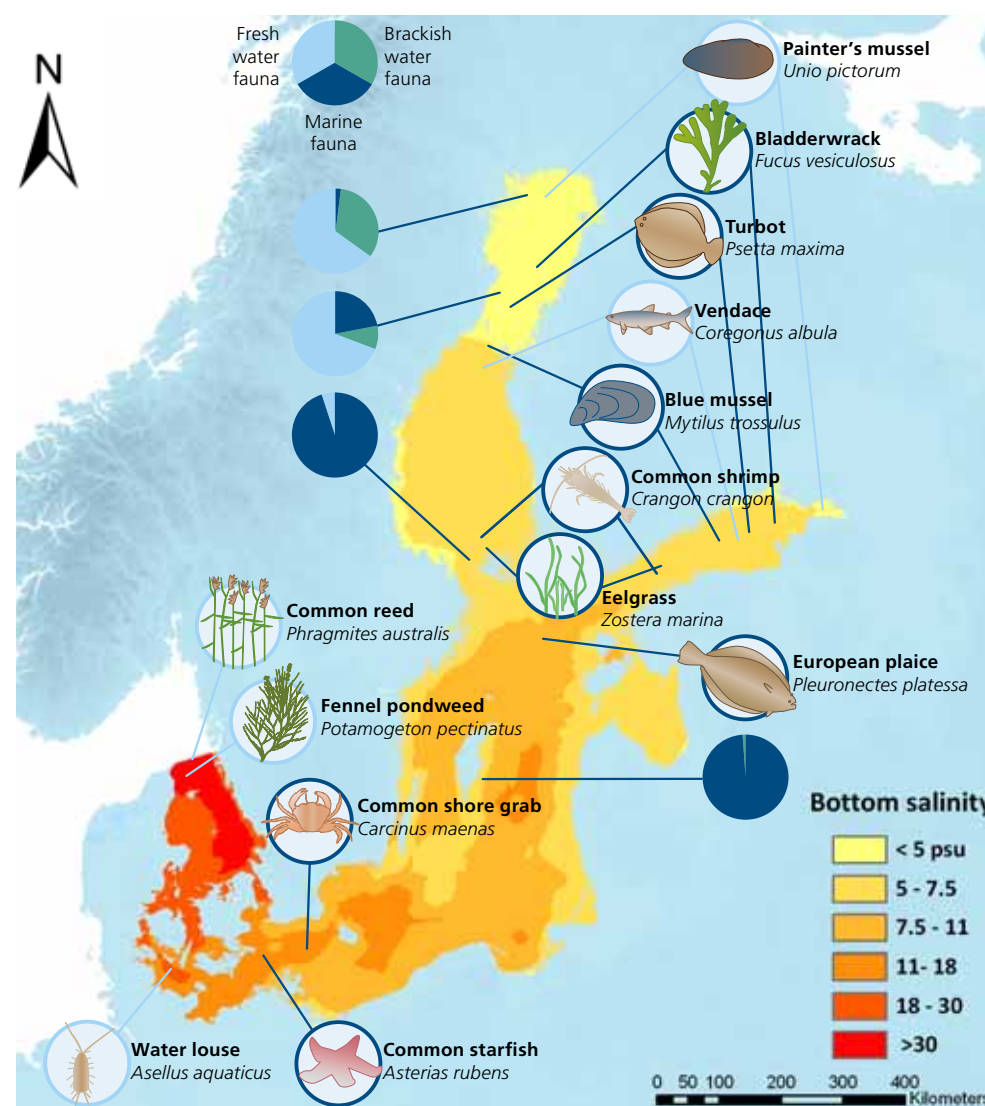 N
Fresh
water
fauna
Brackish
water
fauna
Marine
fauna
Painter's mussel
Unio pictorum
Bladderwrack
Fucus vesiculosus
Turbot
Psetta maxima
Vendace
Coregonus albula
Blue mussel
Mytilus trossulus
Common shrimp
Crangon crangon
Eelgrass
Zostera marina
Common reed
Phragmites australis
European plaice
Pleuronectes platessa
Fennel pondweed
Potamogeton pectinatus
Common shore grab
Carcinus maenas
Bottom salinity
< 5 psu
5 - 7.5
7.5 - 11
11- 18
18 - 30
>30
Water louse
Asellus aquaticus
Common starfish
Asterias rubens
0 50 100 200 300 400
Kilometers